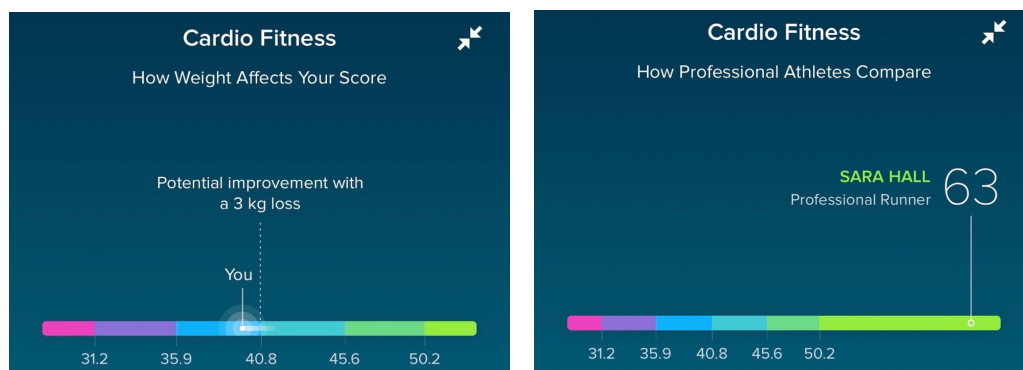 Cardio Fitness
How Weight Affects Your Score
Potential improvement with
a 3 kg loss
You
31.2 35.9 40.8 45.6 50.2
Cardio Fitness
How Professional Athletes Compare
SARA HALL
Professional Runner
63
31.2 35.9 40.8 45.6 50.2